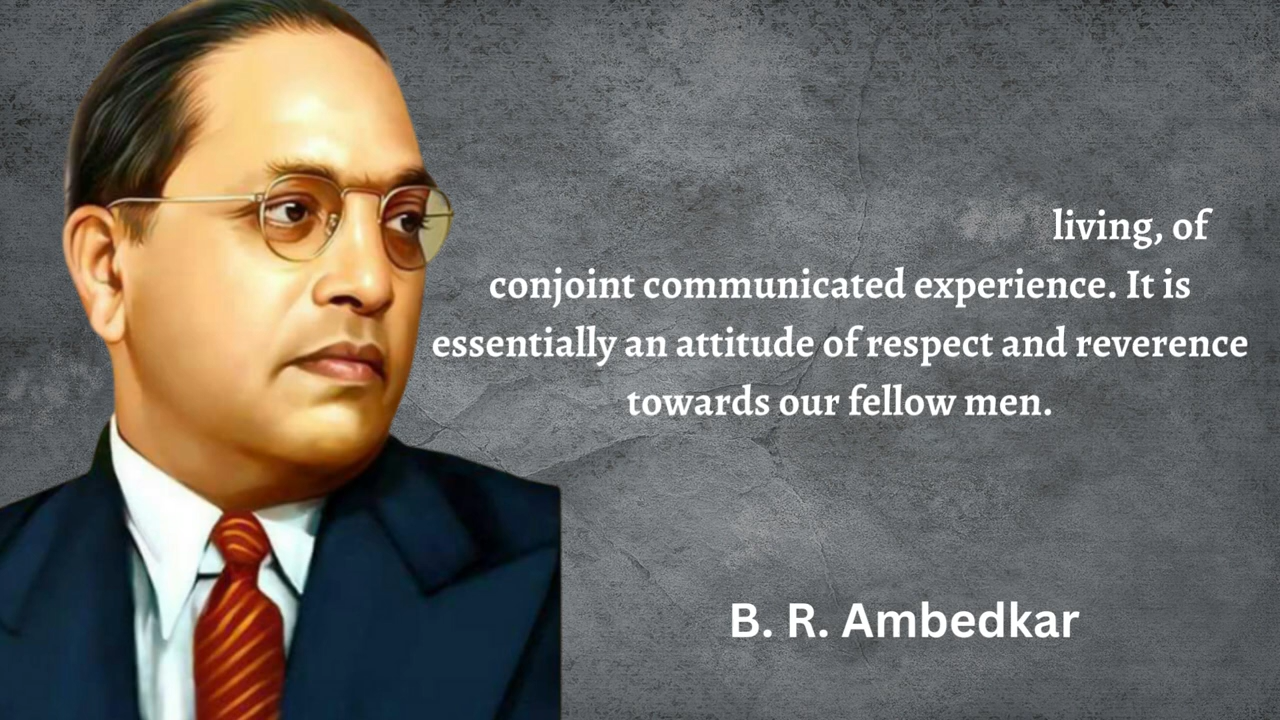 living, of
conjoint communicated experience. It is
essentially an attitude of respect and reverence
towards our fellow men.
B. R. Ambedkar